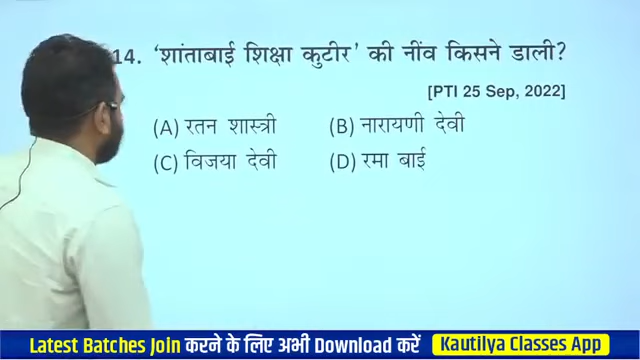 14. 'शांताबाई शिक्षा कुटीर' की नींव किसने डाली?
[PTI 25 Sep, 2022]
(A) रतन शास्त्री (B) नारायणी देवी
(C) विजया देवी (D) रमा बाई
Latest Batches Join करने के लिए अभी Download करें Kautilya Classes App